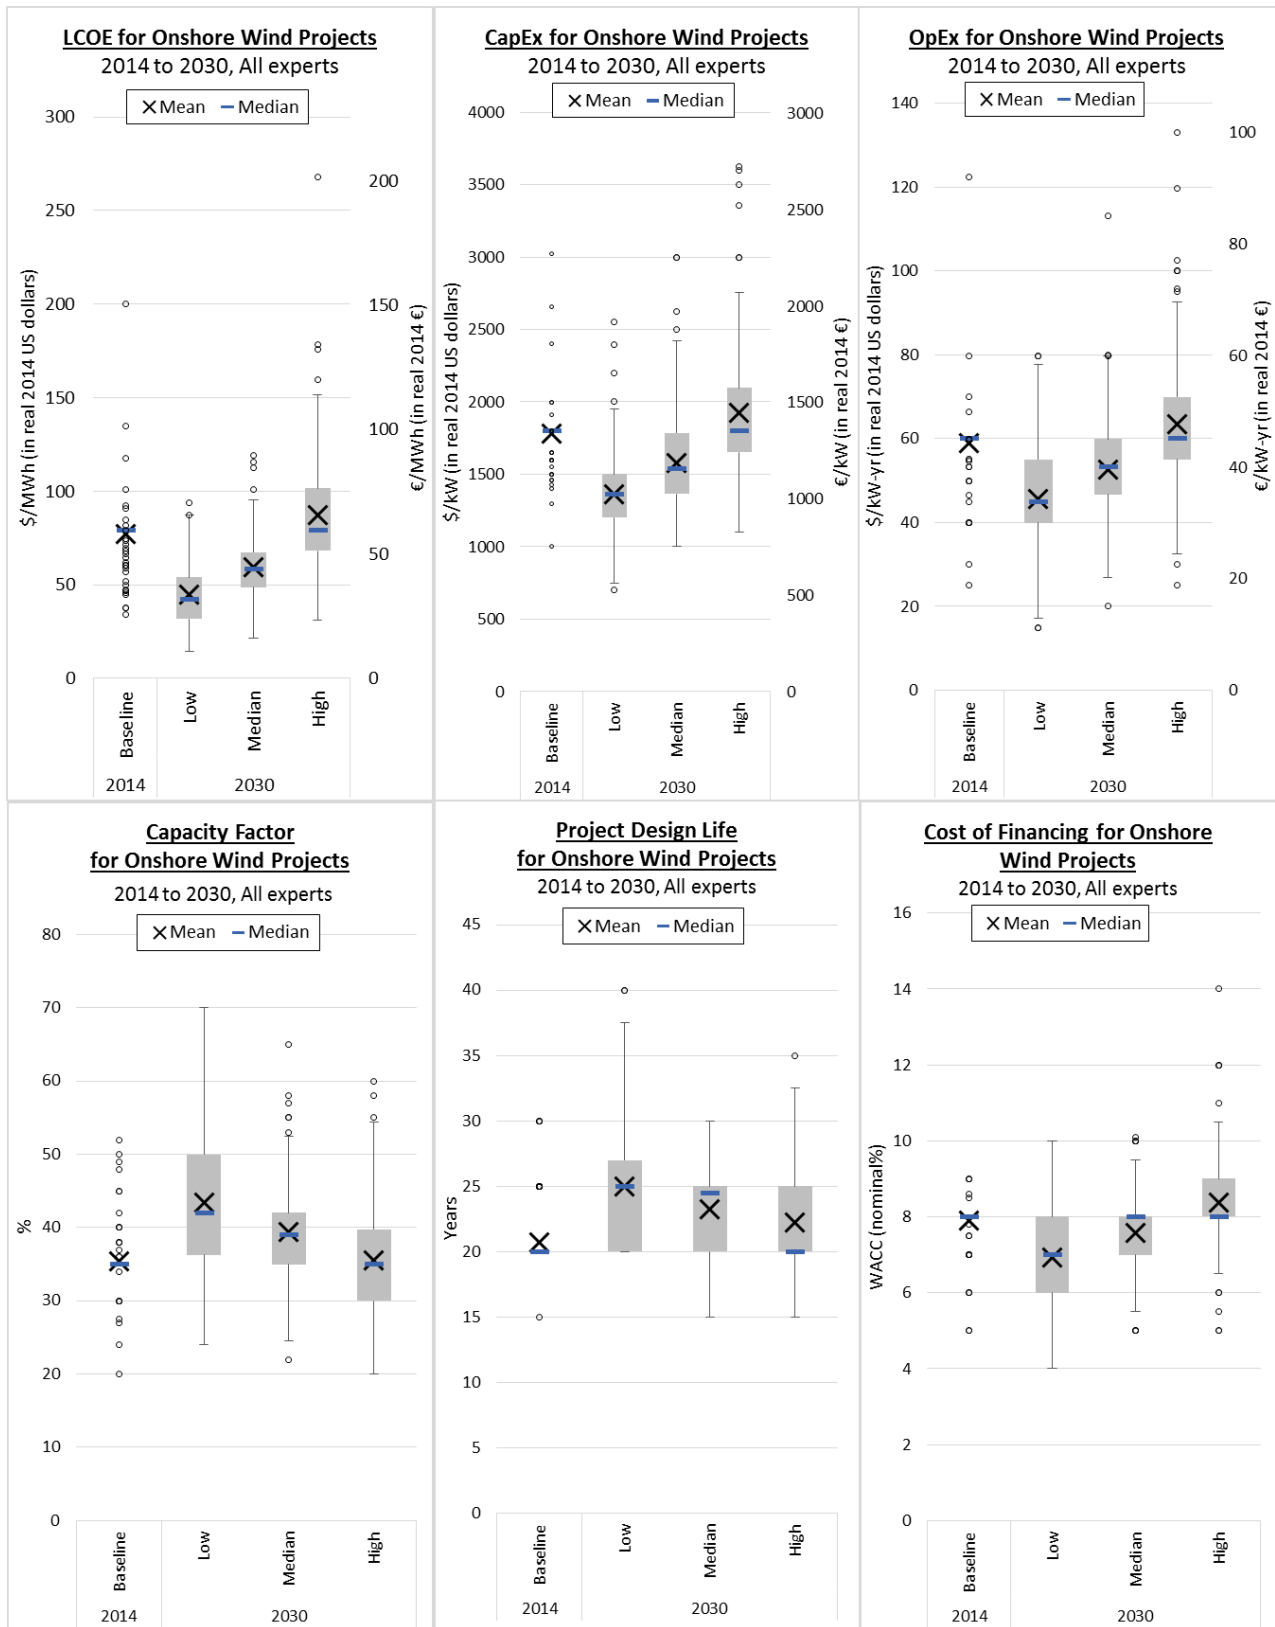 LCOE for Onshore Wind Projects
2014 to 2030, All experts
Mean Median
300
250
200
150
100
50
0
$/MWh (in real 2014 US dollars)
200
150
100
50
0
€/MWh (in real 2014 €)
Baseline
Low
Median
High
2014
2030
CapEx for Onshore Wind Projects
2014 to 2030, All experts
Mean Median
4000
3500
3000
2500
2000
1500
1000
500
0
$/kW (in real 2014 US dollars)
3000
2500
2000
1500
1000
500
0
€/kW (in real 2014 €)
Baseline
Low
Median
High
2014
2030
OpEx for Onshore Wind Projects
2014 to 2030, All experts
Mean Median
140
120
100
80
60
40
20
0
$/kW-yr (in real 2014 US dollars)
100
80
60
40
20
0
€/kW-yr (in real 2014 €)
Baseline
Low
Median
High
2014
2030
Capacity Factor
for Onshore Wind Projects
2014 to 2030, All experts
Mean Median
80
70
60
50
40
30
20
10
0
%
Baseline
Low
Median
High
2014
2030
Project Design Life
for Onshore Wind Projects
2014 to 2030, All experts
Mean Median
45
40
35
30
25
20
15
10
5
0
Years
Baseline
Low
Median
High
2014
2030
Cost of Financing for Onshore
Wind Projects
2014 to 2030, All experts
Mean Median
16
14
12
10
8
6
4
2
0
WACC (nominal%)
Baseline
Low
Median
High
2014
2030